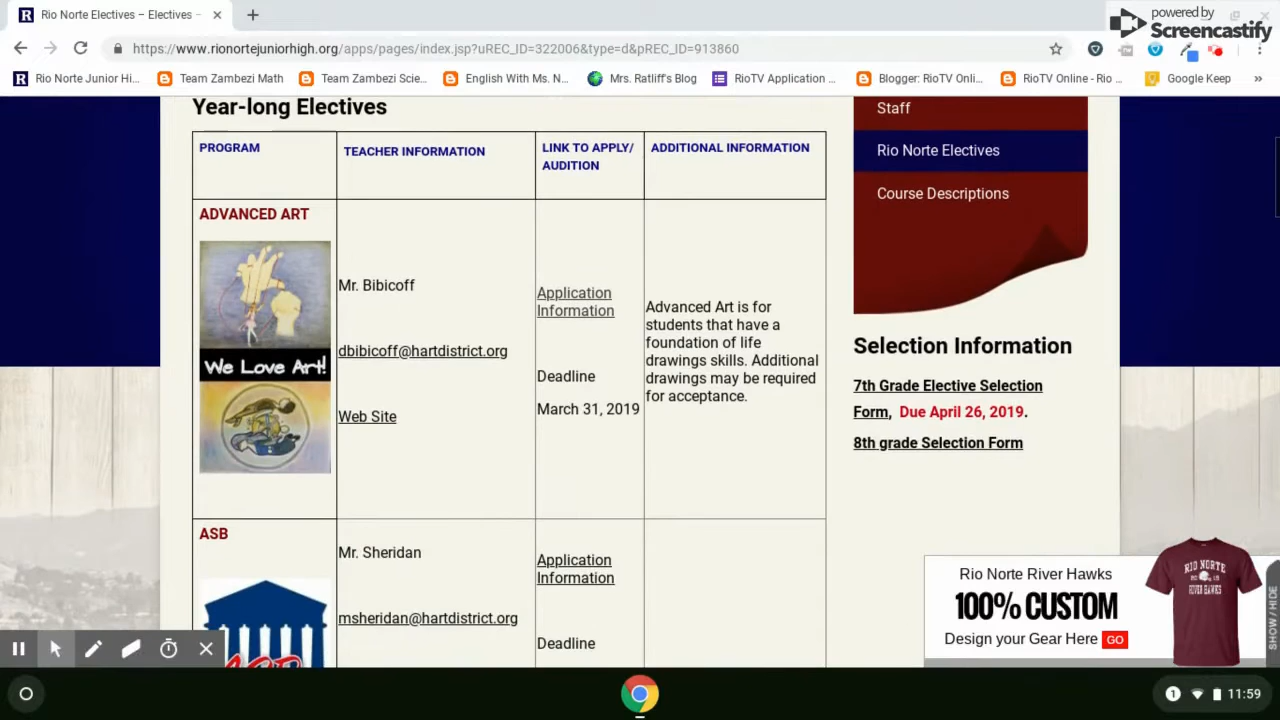 Rio Norte Electives – Electives –
powered by
Screencastify
https://www.rionortejuniorhigh.org/apps/pages/index.jsp?uREC_ID=322006&type=d&pREC_ID=913860
Rio Norte Junior Hi...
Team Zambezi Math
Team Zambezi Scie...
English With Ms. N...
Mrs. Ratliff's Blog
RioTV Application ...
Blogger: RioTV Onli...
RioTV Online - Rio ...
Google Keep
»
Year-long Electives
PROGRAM
TEACHER INFORMATION
LINK TO APPLY/
AUDITION
ADDITIONAL INFORMATION
ADVANCED ART
We Love Art!
Mr. Bibicoff
dbibicoff@hartdistrict.org
Web Site
Application
Information
Deadline
March 31, 2019
Advanced Art is for
students that have a
foundation of life
drawings skills. Additional
drawings may be required
for acceptance.
ASB
ASB
Mr. Sheridan
msheridan@hartdistrict.org
Application
Information
Deadline
Staff
Rio Norte Electives
Course Descriptions
Selection Information
7th Grade Elective Selection
Form, Due April 26, 2019.
8th grade Selection Form
Rio Norte River Hawks
100% CUSTOM
Design your Gear Here GO
RIO NORTE
RIVER HAWKS
SHOW / HIDE
1
11:59